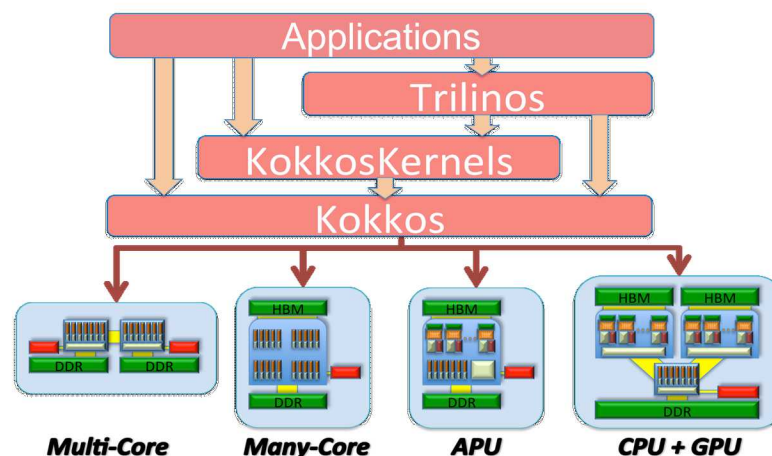 Applications
Trilinos
KokkosKernels
Kokkos
HBM
HBM
HBM
HBM
DDR
DDR
DDR
DDR
DDR
Multi-Core
Many-Core
APU
CPU + GPU